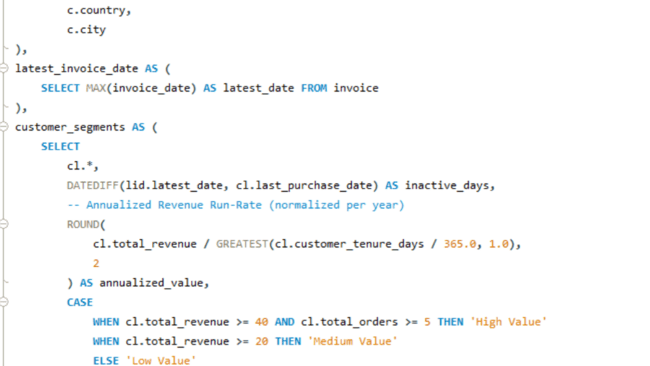 c.country,
c.city
),
latest_invoice_date AS (
SELECT MAX(invoice_date) AS latest_date FROM invoice
),
customer_segments AS (
SELECT
cl.*,
DATEDIFF(lid.latest_date, cl.last_purchase_date) AS inactive_days,
-- Annualized Revenue Run-Rate (normalized per year)
ROUND(
cl.total_revenue / GREATEST(cl.customer_tenure_days / 365.0, 1.0),
2
) AS annualized_value,
CASE
WHEN cl.total_revenue >= 40 AND cl.total_orders >= 5 THEN 'High Value'
WHEN cl.total_revenue >= 20 THEN 'Medium Value'
ELSE 'Low Value'